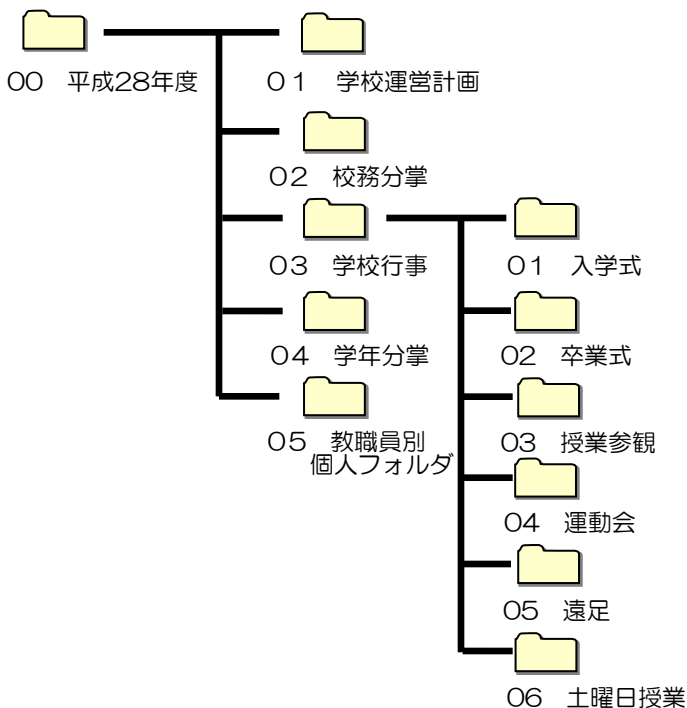 00　平成28年度
01　学校運営計画
02　校務分掌
03　学校行事
04　学年分掌
05　教職員別
個人フォルダ
01　入学式
02　卒業式
03　授業参観
04　運動会
05　遠足
06　土曜日授業